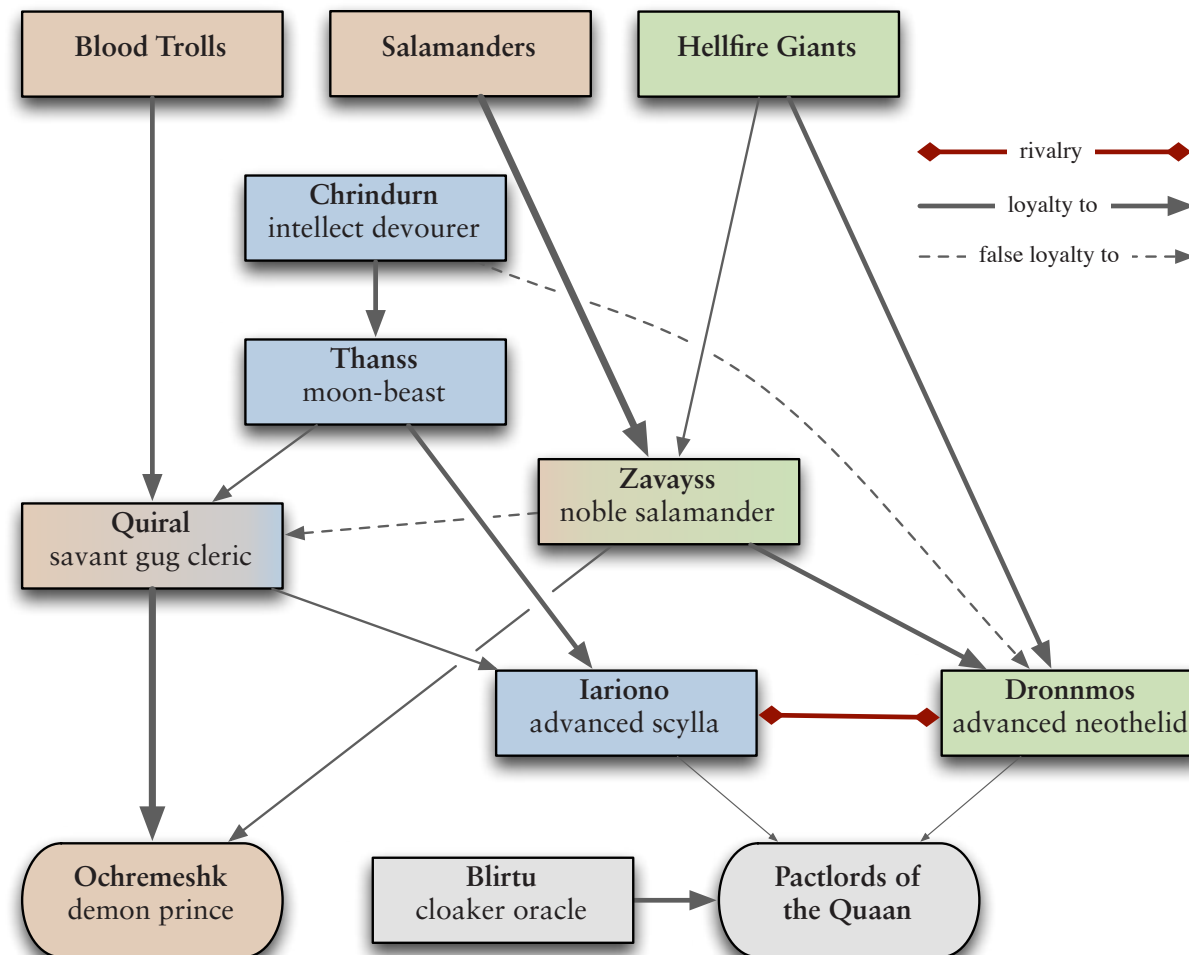 Blood Trolls
Salamanders
Hellfire Giants
rivalry
loyalty to
false loyalty to
Chrindurn
intellect devourer
Thanss
moon-beast
Zavayss
noble salamander
Quiral
savant gug cleric
Iariono
advanced scylla
Dronnmos
advanced neothelid
Ochremeshk
demon prince
Blirtu
cloaker oracle
Pactlords of
the Quaan